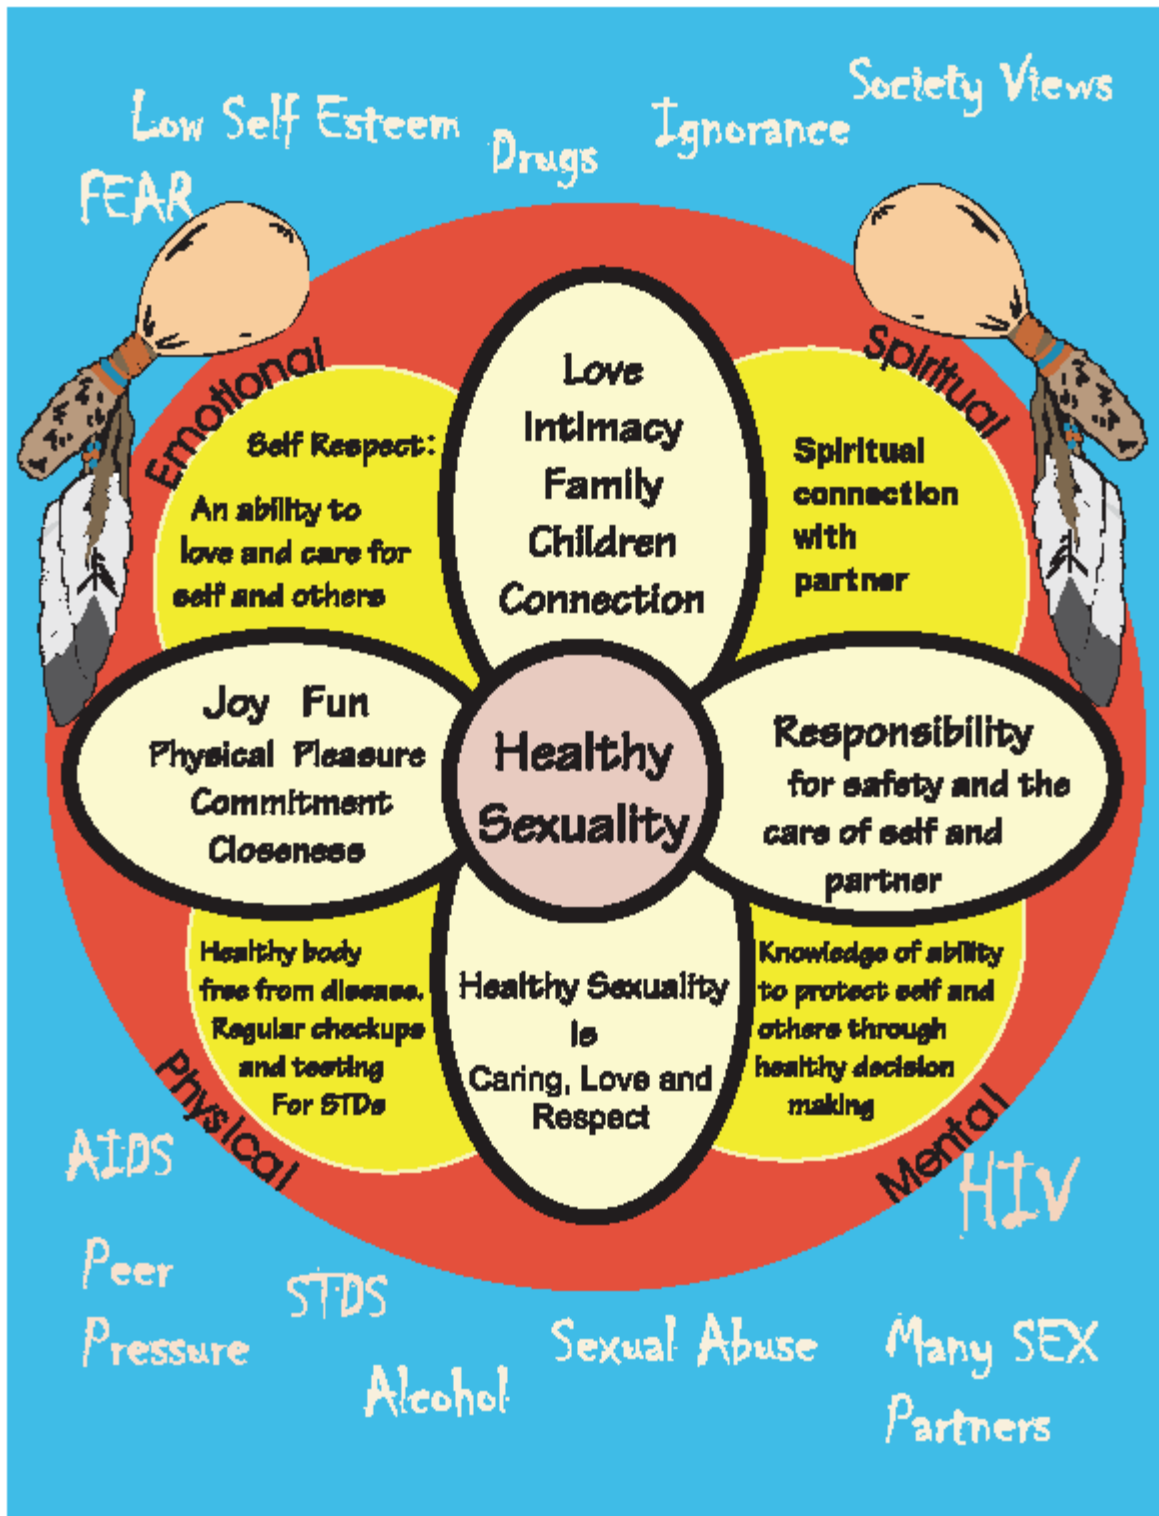 Society Views
Low Self Esteem
Ignorance
Drugs
FEAR
Emotional
Spiritual
Love
Intimacy
Family
Children
Connection
Self Respect:
An ability to
love and care for
self and others
Spiritual
connection
with
partner
Joy Fun
Physical Pleasure
Commitment
Closeness
Healthy
Sexuality
Responsibility
for safety and the
care of self and
partner
Healthy body
free from disease.
Regular checkups
and testing
For STDs
Healthy Sexuality
Is
Caring, Love and
Respect
Knowledge of ability
to protect self and
others through
healthy decision
making
Physical
Mental
AIDS
HIV
Peer
Pressure
STDS
Sexual Abuse
Many SEX
Partners
Alcohol